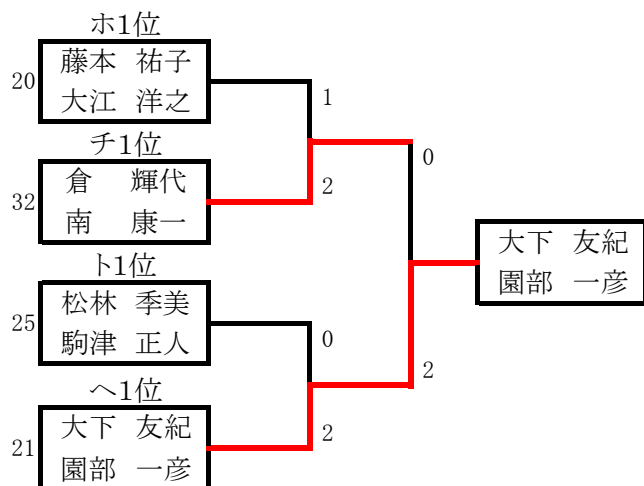 ホ1位
20
藤本 祐子
大江 洋之
1
チ1位
0
32
倉 輝代
南 康一
2
大下 友紀
園部 一彦
ト1位
25
松林 季美
駒津 正人
0
2
ヘ1位
21
大下 友紀
園部 一彦
2